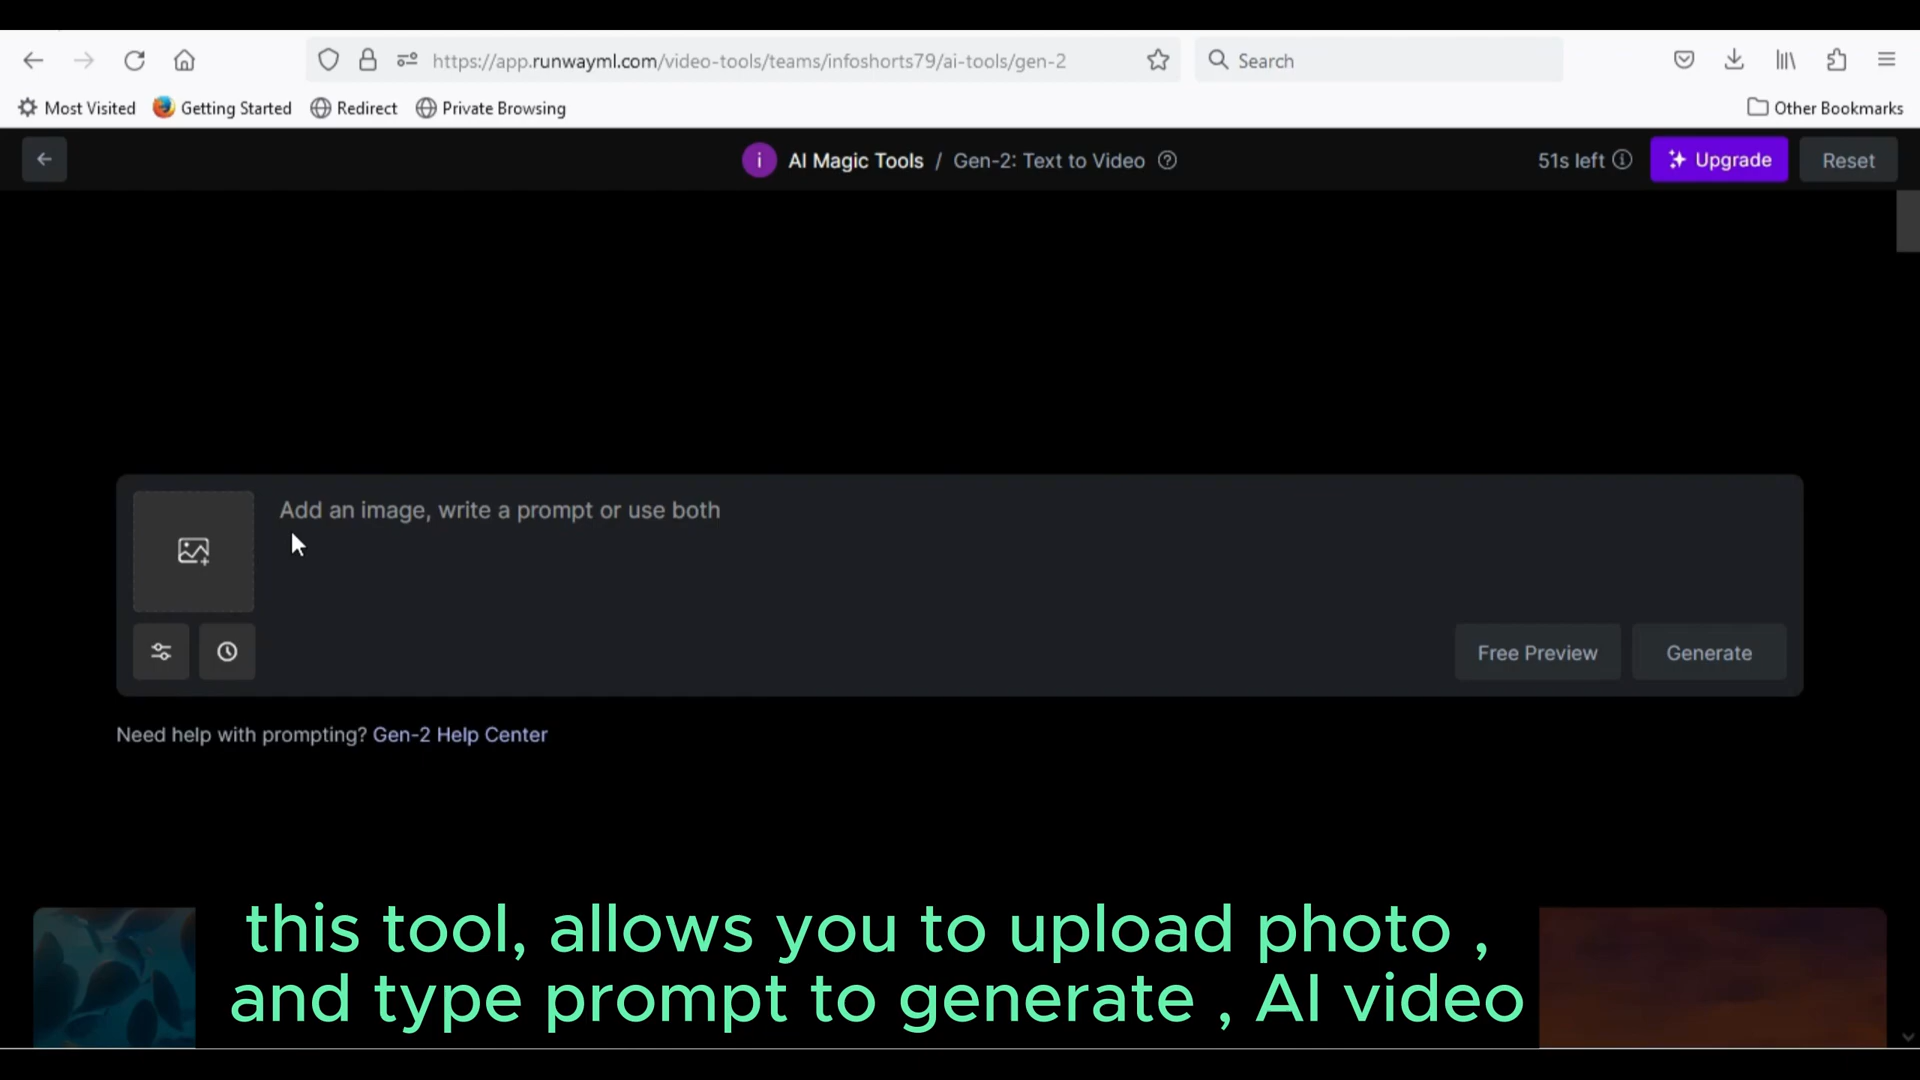 https://app.runwayml.com/video-tools/teams/infoshorts79/ai-tools/gen-2
Search
Most Visited
Getting Started
Redirect
Private Browsing
Other Bookmarks
i
AI Magic Tools / Gen-2: Text to Video
51s left
Upgrade
Reset
Add an image, write a prompt or use both
Free Preview
Generate
Need help with prompting? Gen-2 Help Center
this tool, allows you to upload photo ,
and type prompt to generate , AI video